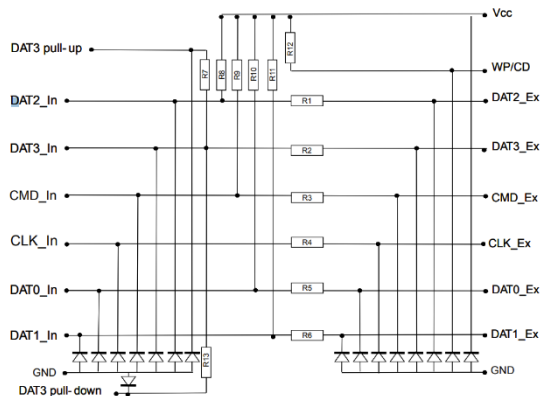 Vcc
DAT3 pull-up
R7
R8
R9
R10
R11
R12
WP/CD
DAT2_In
R1
DAT2_Ex
DAT3_In
R2
DAT3_Ex
CMD_In
R3
CMD_Ex
CLK_In
R4
CLK_Ex
DAT0_In
R5
DAT0_Ex
DAT1_In
R6
DAT1_Ex
R13
GND
GND
DAT3 pull-down